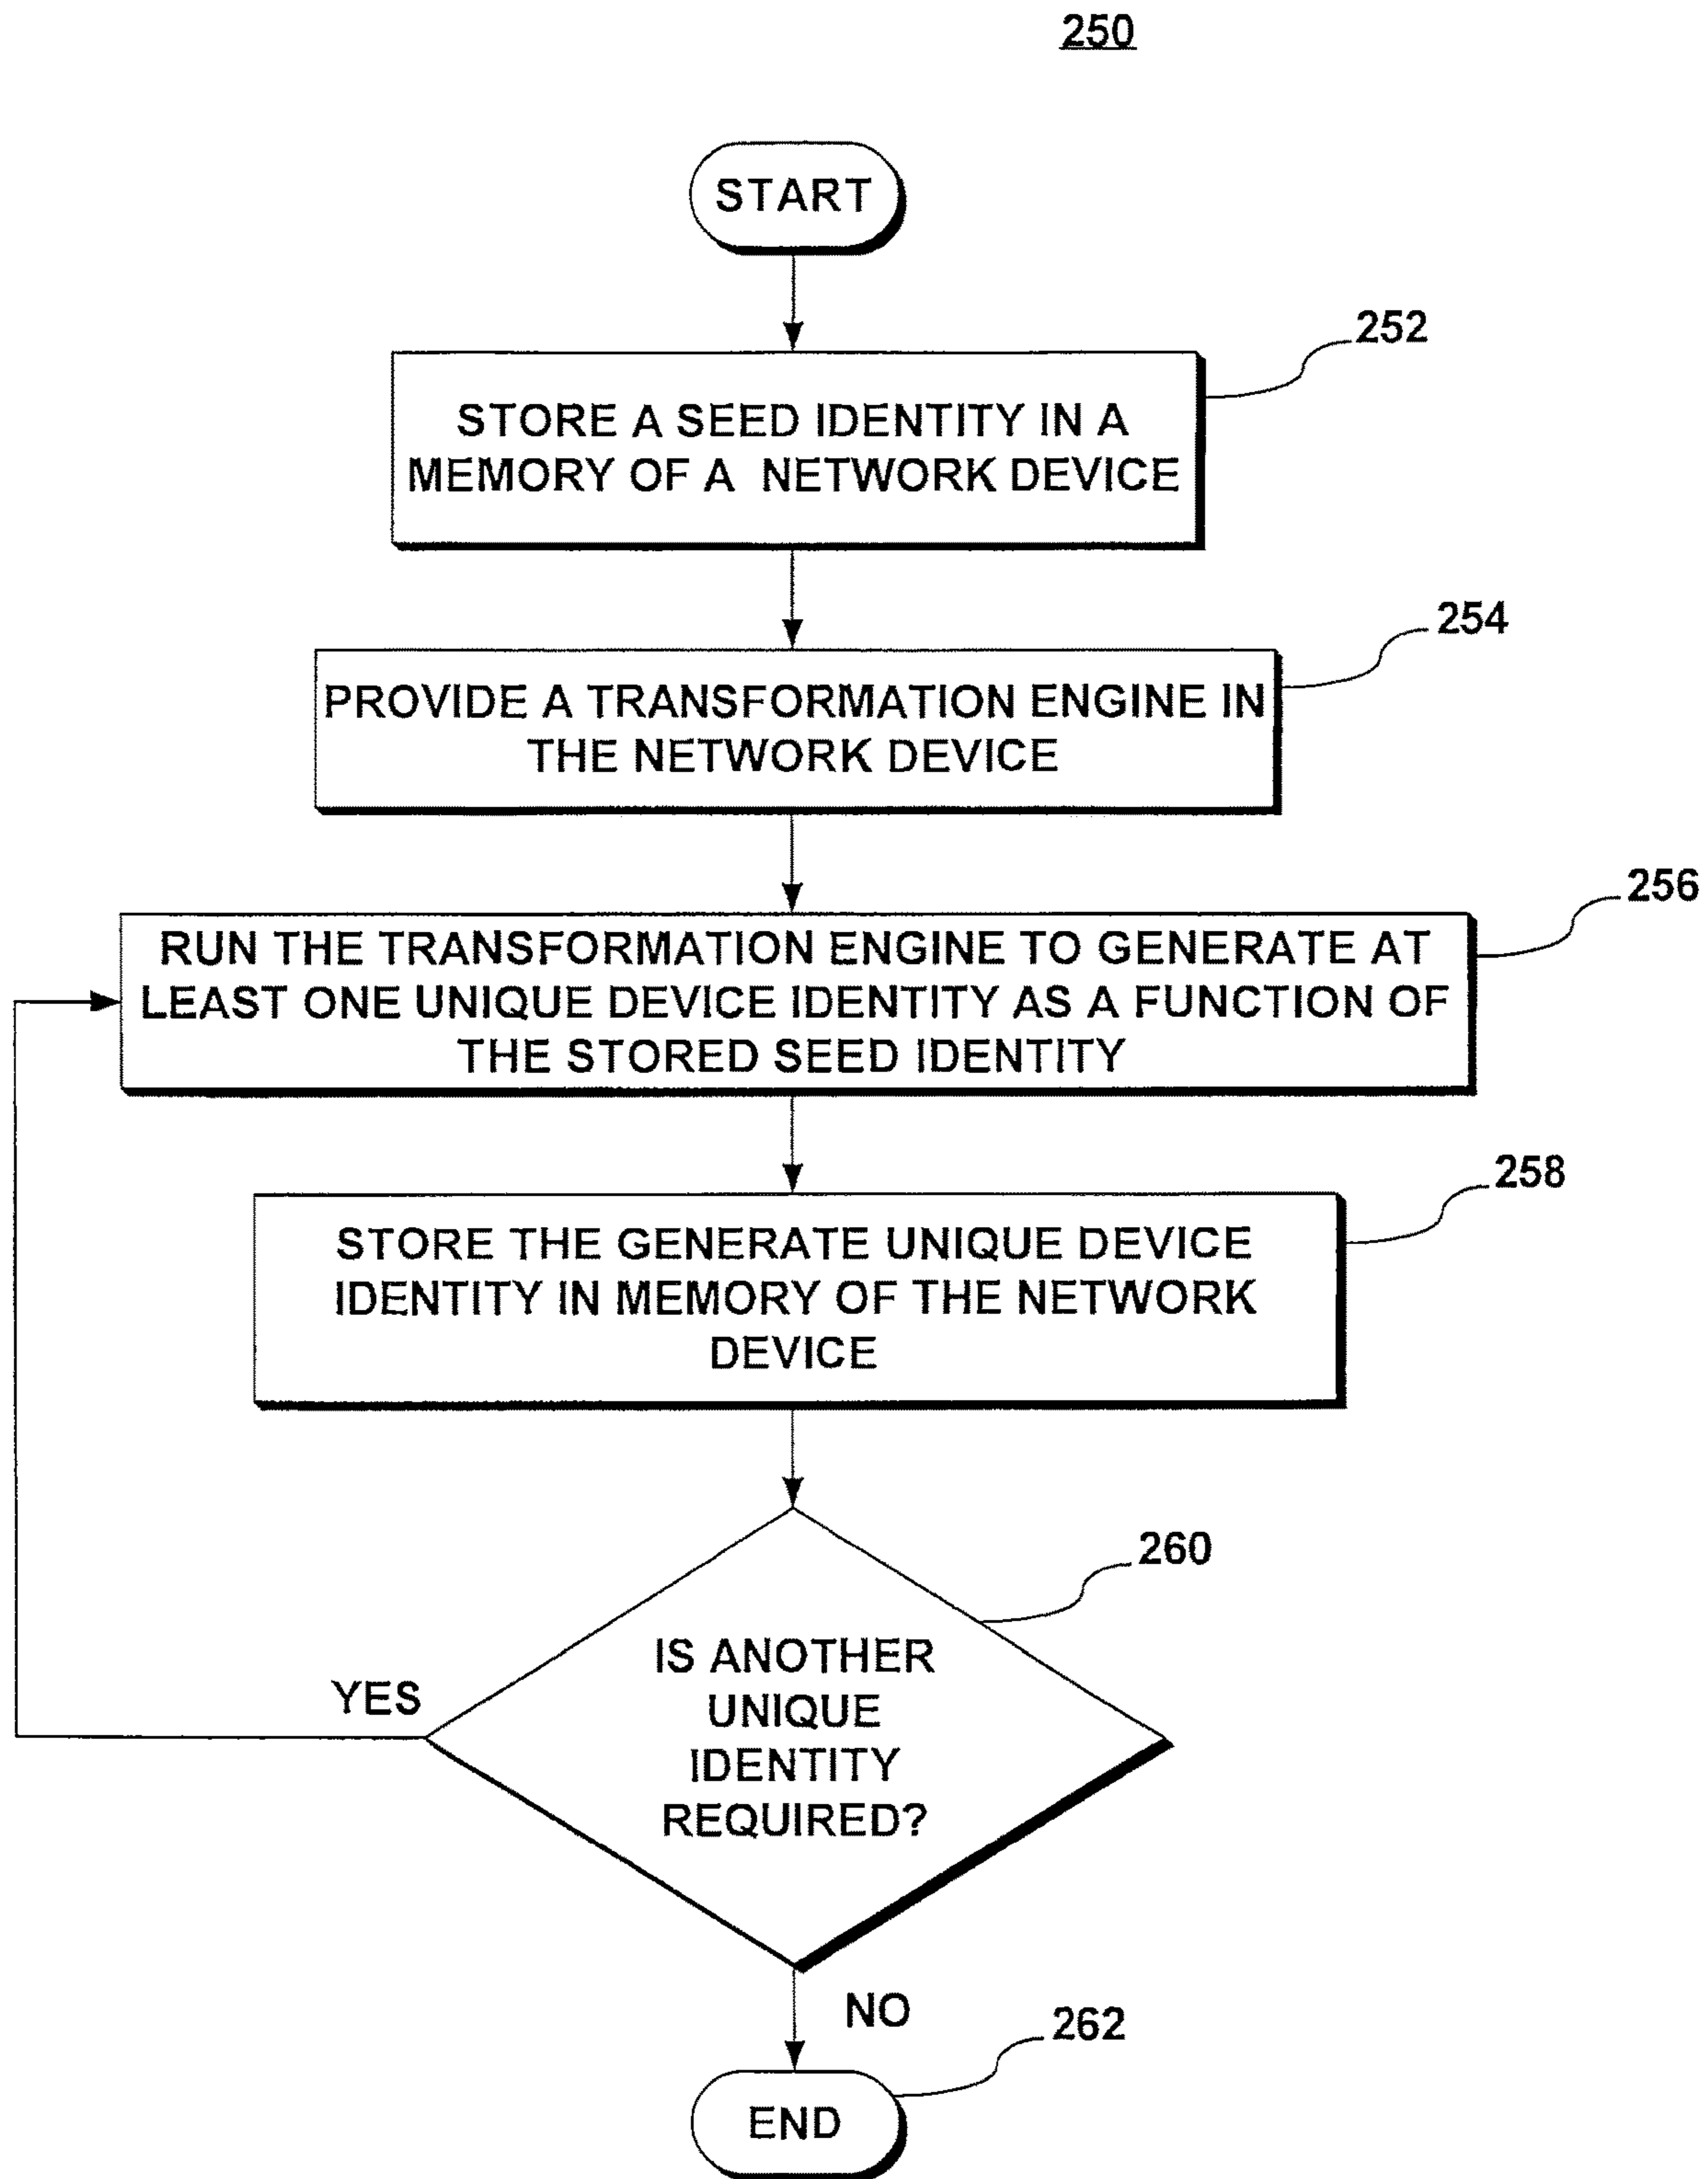 250
START
252
STORE A SEED IDENTITY IN A
MEMORY OF A NETWORK DEVICE
254
PROVIDE A TRANSFORMATION ENGINE IN
THE NETWORK DEVICE
256
RUN THE TRANSFORMATION ENGINE TO GENERATE AT
LEAST ONE UNIQUE DEVICE IDENTITY AS A FUNCTION OF
THE STORED SEED IDENTITY
258
STORE THE GENERATE UNIQUE DEVICE
IDENTITY IN MEMORY OF THE NETWORK
DEVICE
260
IS ANOTHER
UNIQUE
IDENTITY
REQUIRED?
YES
NO
262
END